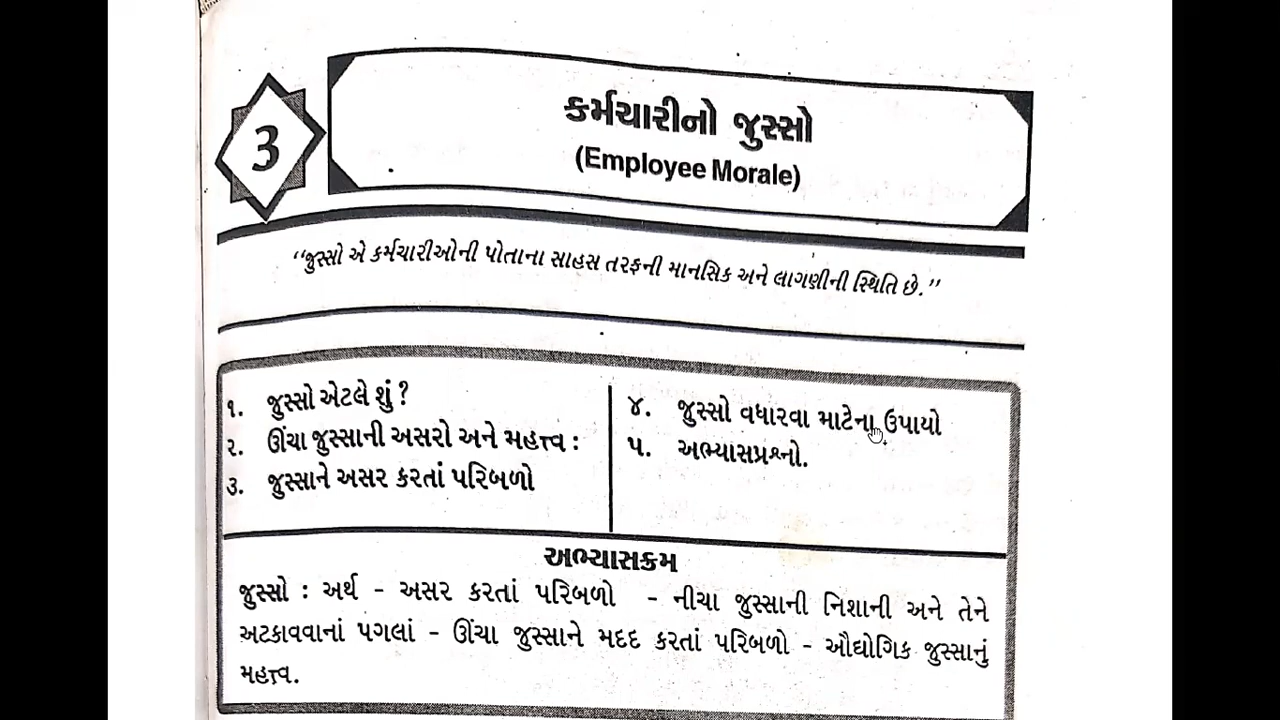 3
કર્મચારીનો જુસ્સો
(Employee Morale)
“જુસ્સો એ કર્મચારીઓની પોતાના સાહસ તરફની માનસિક અને લાગણીની સ્થિતિ છે.”
૧. જુસ્સો એટલે શું ?
૨. ઊંચા જુસ્સાની અસરો અને મહત્ત્વ :
૩. જુસ્સાને અસર કરતાં પરિબળો
૪. જુસ્સો વધારવા માટેના ઉપાયો
૫. અભ્યાસપ્રશ્નો.
અભ્યાસક્રમ
જુસ્સો : અર્થ - અસર કરતાં પરિબળો - નીચા જુસ્સાની નિશાની અને તેને
અટકાવવાનાં પગલાં - ઊંચા જુસ્સાને મદદ કરતાં પરિબળો - ઔદ્યોગિક જુસ્સાનું
મહત્ત્વ.